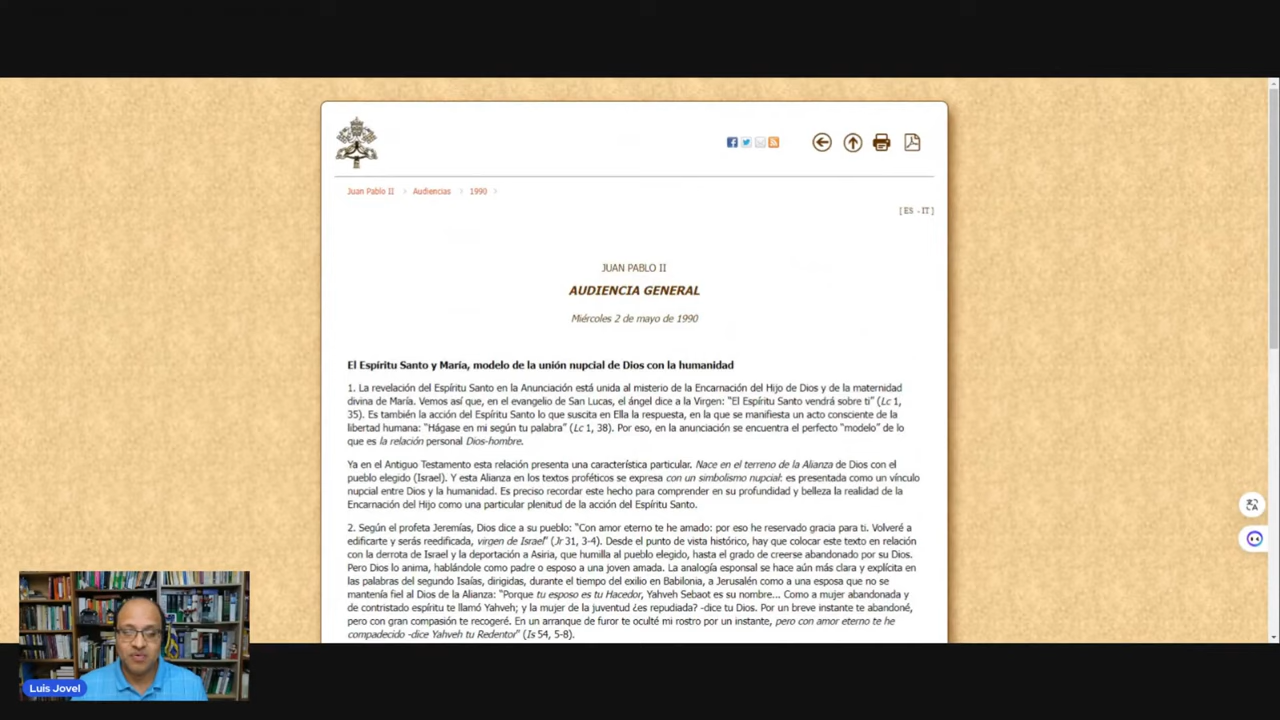 Juan Pablo II > Audiencias > 1990 >
[ ES - IT ]
JUAN PABLO II
AUDIENCIA GENERAL
Miércoles 2 de mayo de 1990
El Espíritu Santo y María, modelo de la unión nupcial de Dios con la humanidad
1. La revelación del Espíritu Santo en la Anunciación está unida al misterio de la Encarnación del Hijo de Dios y de la maternidad
divina de María. Vemos así que, en el evangelio de San Lucas, el ángel dice a la Virgen: “El Espíritu Santo vendrá sobre ti” (Lc 1,
35). Es también la acción del Espíritu Santo lo que suscita en Ella la respuesta, en la que se manifiesta un acto consciente de la
libertad humana: “Hágase en mi según tu palabra” (Lc 1, 38). Por eso, en la anunciación se encuentra el perfecto “modelo” de lo
que es la relación personal Dios-hombre.
Ya en el Antiguo Testamento esta relación presenta una característica particular. Nace en el terreno de la Alianza de Dios con el
pueblo elegido (Israel). Y esta Alianza en los textos proféticos se expresa con un simbolismo nupcial: es presentada como un vínculo
nupcial entre Dios y la humanidad. Es preciso recordar este hecho para comprender en su profundidad y belleza la realidad de la
Encarnación del Hijo como una particular plenitud de la acción del Espíritu Santo.
2. Según el profeta Jeremías, Dios dice a su pueblo: “Con amor eterno te he amado: por eso he reservado gracia para ti. Volveré a
edificarte y serás reedificada, virgen de Israel” (Jr 31, 3-4). Desde el punto de vista histórico, hay que colocar este texto en relación
con la derrota de Israel y la deportación a Asiria, que humilla al pueblo elegido, hasta el grado de creerse abandonado por su Dios.
Pero Dios lo anima, hablándole como padre o esposo a una joven amada. La analogía esponsal se hace aún más clara y explícita en
las palabras del segundo Isaías, dirigidas, durante el tiempo del exilio en Babilonia, a Jerusalén como a una esposa que no se
mantenía fiel al Dios de la Alianza: “Porque tu esposo es tu Hacedor, Yahveh Sebaot es su nombre... Como a mujer abandonada y
de contristado espíritu te llamó Yahveh; y la mujer de la juventud ¿es repudiada? -dice tu Dios. Por un breve instante te abandoné,
pero con gran compasión te recogeré. En un arranque de furor te oculté mi rostro por un instante, pero con amor eterno te he
compadecido -dice Yahveh tu Redentor” (Is 54, 5-8).
Luis Jovel